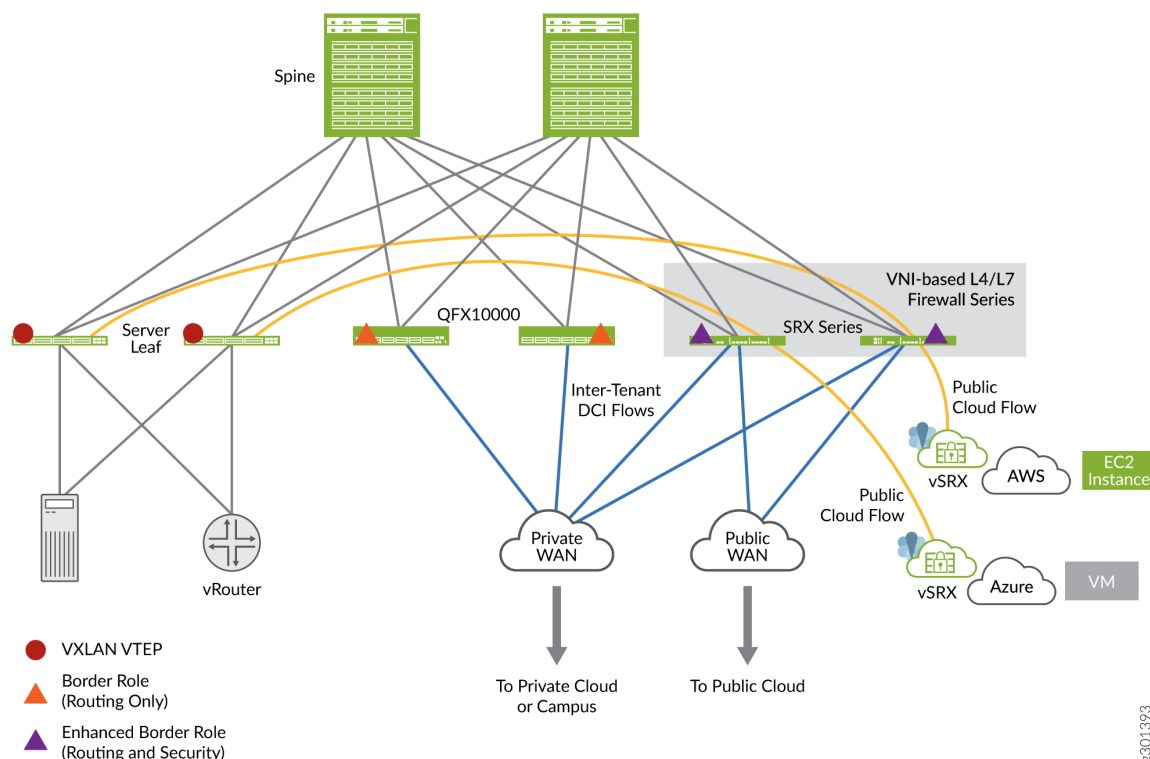 Spine
VNI-based L4/L7
Firewall Series
QFX10000
SRX Series
Server
Leaf
Inter-Tenant
DCI Flows
Public
Cloud Flow
vSRX
AWS
EC2
Instance
Public
Cloud Flow
vSRX
Azure
VM
Private
WAN
Public
WAN
vRouter
To Private Cloud
or Campus
To Public Cloud
VXLAN VTEP
Border Role
(Routing Only)
Enhanced Border Role
(Routing and Security)
g301393